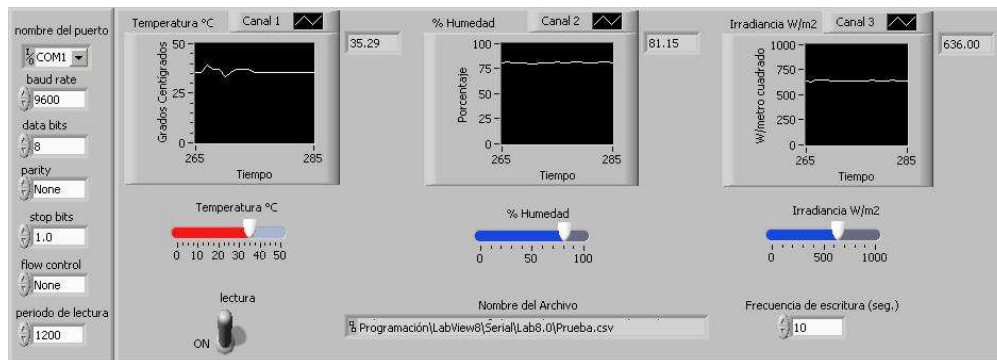 nombre del puerto
COM1
baud rate
9600
data bits
8
parity
None
stop bits
1.0
flow control
None
periodo de lectura
1200
Temperatura °C
Canal 1
35.29
Grados Centígrados
50
25
0
265
285
Tiempo
% Humedad
Canal 2
81.15
Porcentaje
100
75
50
25
0
265
285
Tiempo
Irradiancia W/m2
Canal 3
636.00
W/metro cuadrado
1000
750
500
250
0
265
285
Tiempo
Temperatura °C
0 10 20 30 40 50
% Humedad
0 50 100
Irradiancia W/m2
0 500 1000
lectura
ON
Nombre del Archivo
Programación\LabView8\Serial\Lab8.0\Prueba.csv
Frecuencia de escritura (seg.)
10